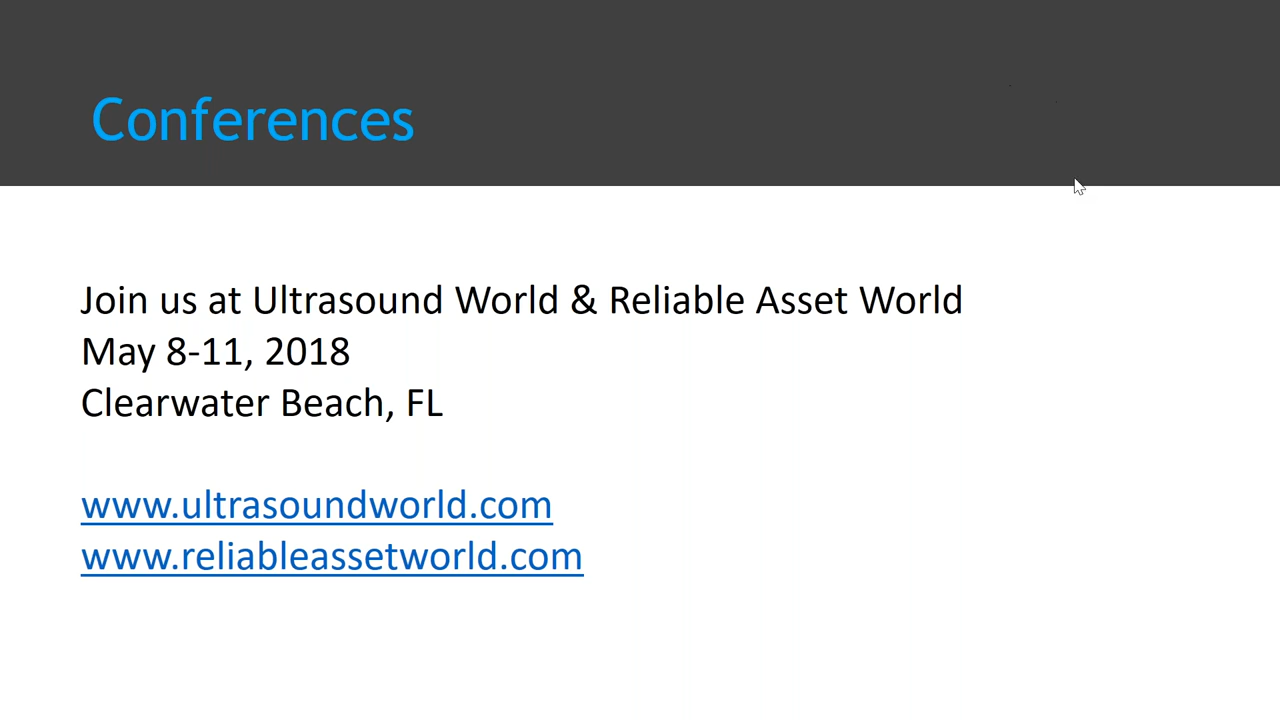 Conferences
Join us at Ultrasound World & Reliable Asset World
May 8-11, 2018
Clearwater Beach, FL
www.ultrasoundworld.com
www.reliableassetworld.com